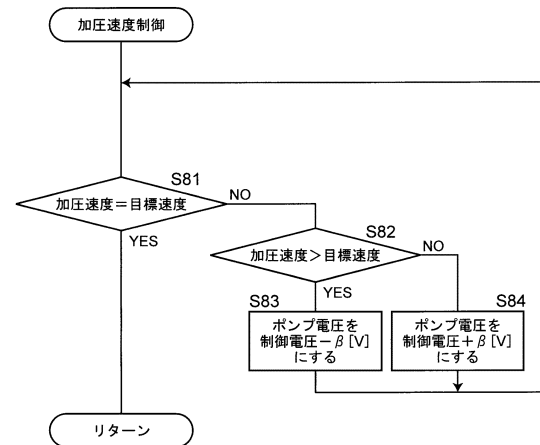 加圧速度制御
S81
加圧速度=目標速度
NO
YES
S82
加圧速度>目標速度
NO
YES
S83
ポンプ電圧を
制御電圧-β[V]
にする
S84
ポンプ電圧を
制御電圧+β[V]
にする
リターン